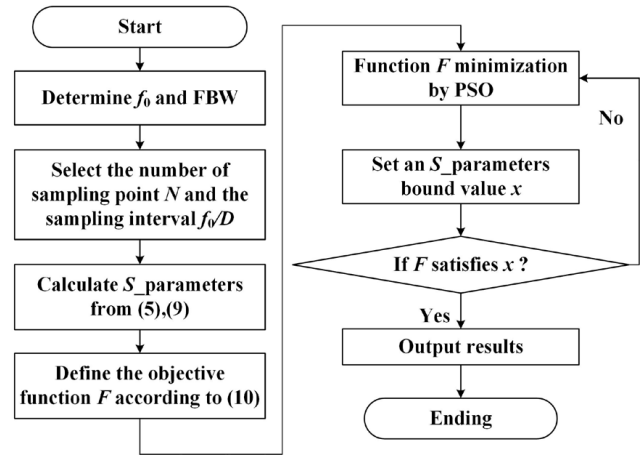 Start
Determine f₀ and FBW
Select the number of
sampling point N and the
sampling interval f₀/D
Calculate S_parameters
from (5),(9)
Define the objective
function F according to (10)
Function F minimization
by PSO
No
Set an S_parameters
bound value x
If F satisfies x ?
Yes
Output results
Ending